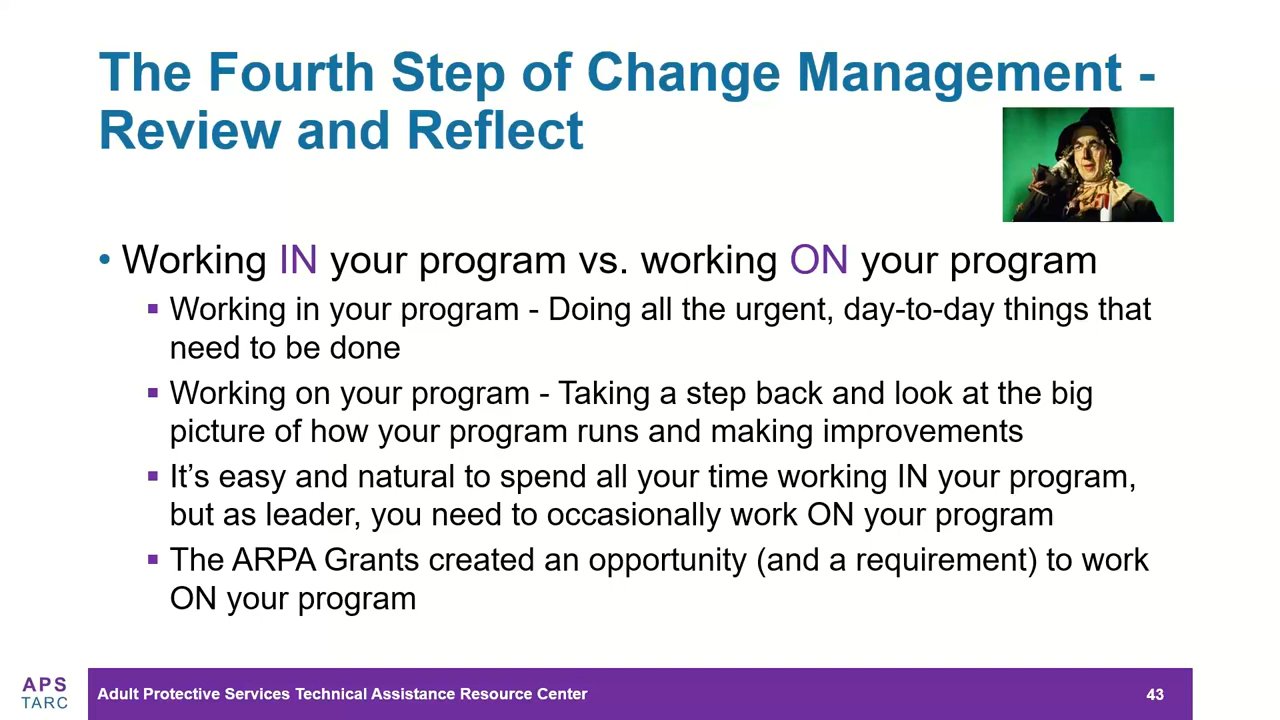 The Fourth Step of Change Management -
Review and Reflect
• Working IN your program vs. working ON your program
▪ Working in your program - Doing all the urgent, day-to-day things that
need to be done
▪ Working on your program - Taking a step back and look at the big
picture of how your program runs and making improvements
▪ It’s easy and natural to spend all your time working IN your program,
but as leader, you need to occasionally work ON your program
▪ The ARPA Grants created an opportunity (and a requirement) to work
ON your program
APS
TARC
Adult Protective Services Technical Assistance Resource Center
43